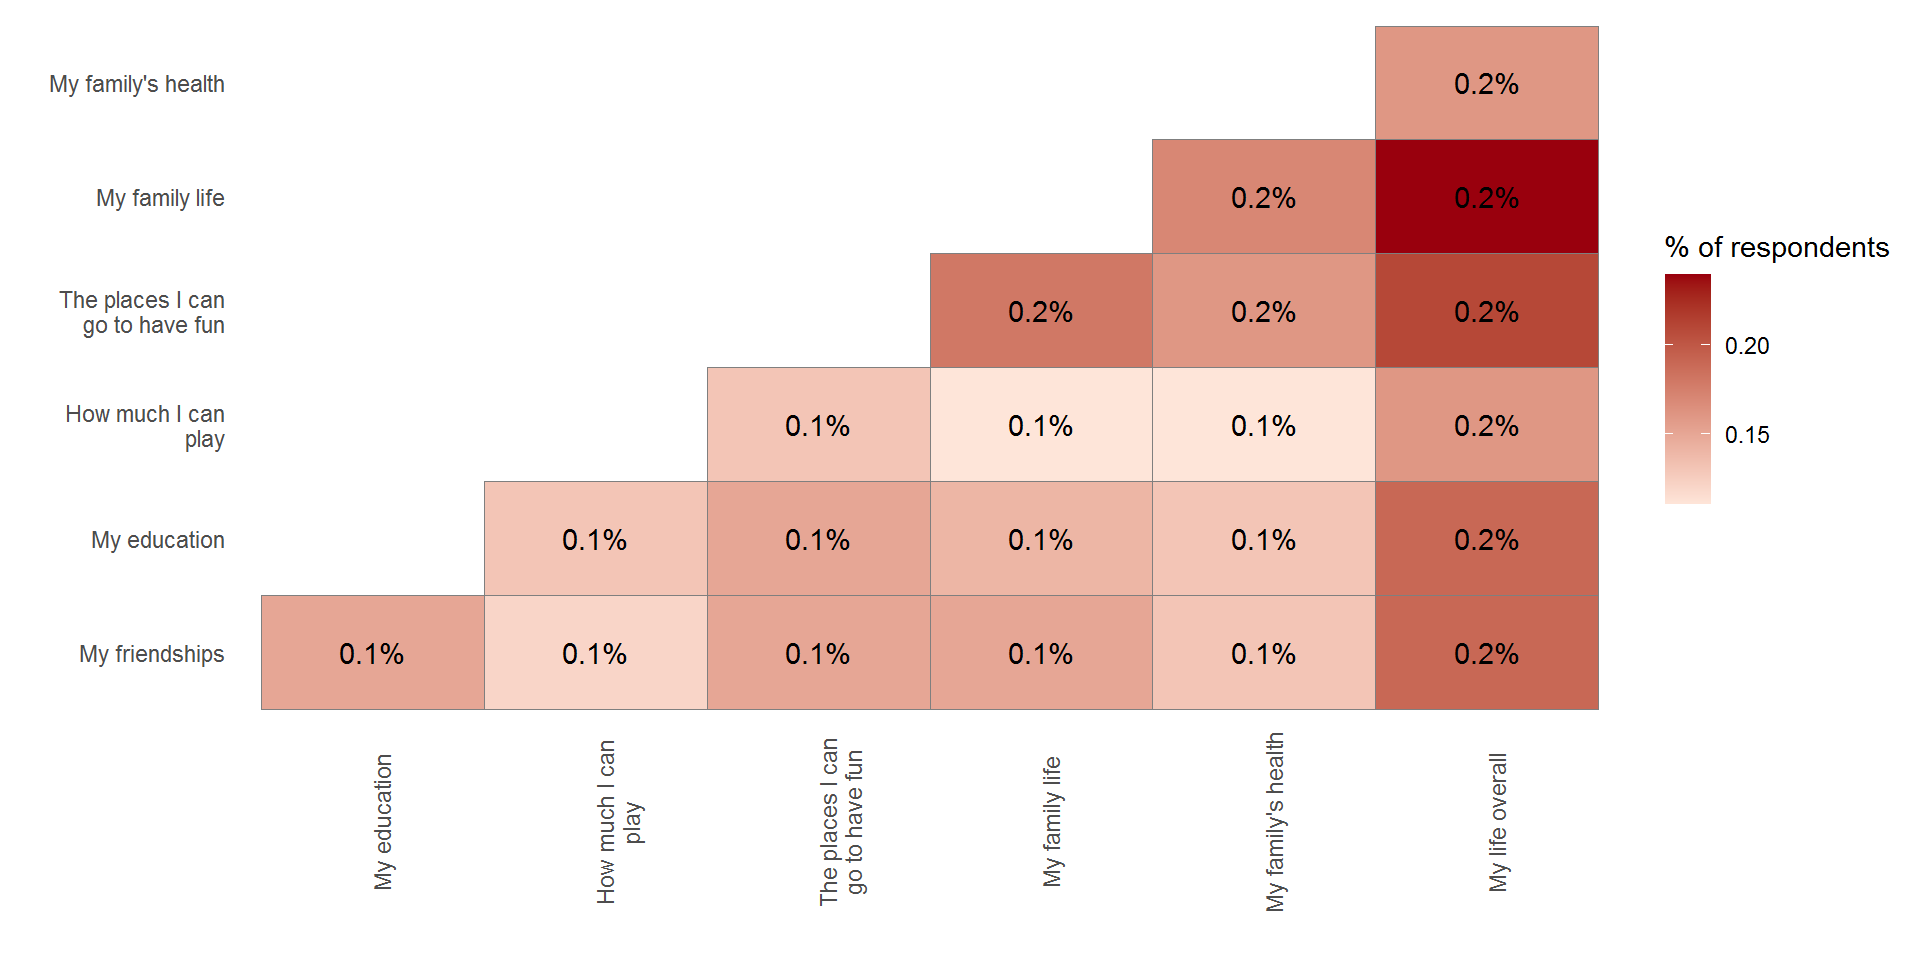 My family's health
0.2%
My family life
0.2%
0.2%
% of respondents
The places I can
go to have fun
0.2%
0.2%
0.2%
0.20
0.15
How much I can
play
0.1%
0.1%
0.1%
0.2%
My education
0.1%
0.1%
0.1%
0.1%
0.2%
My friendships
0.1%
0.1%
0.1%
0.1%
0.1%
0.2%
My education
How much I can
play
The places I can
go to have fun
My family life
My family's health
My life overall